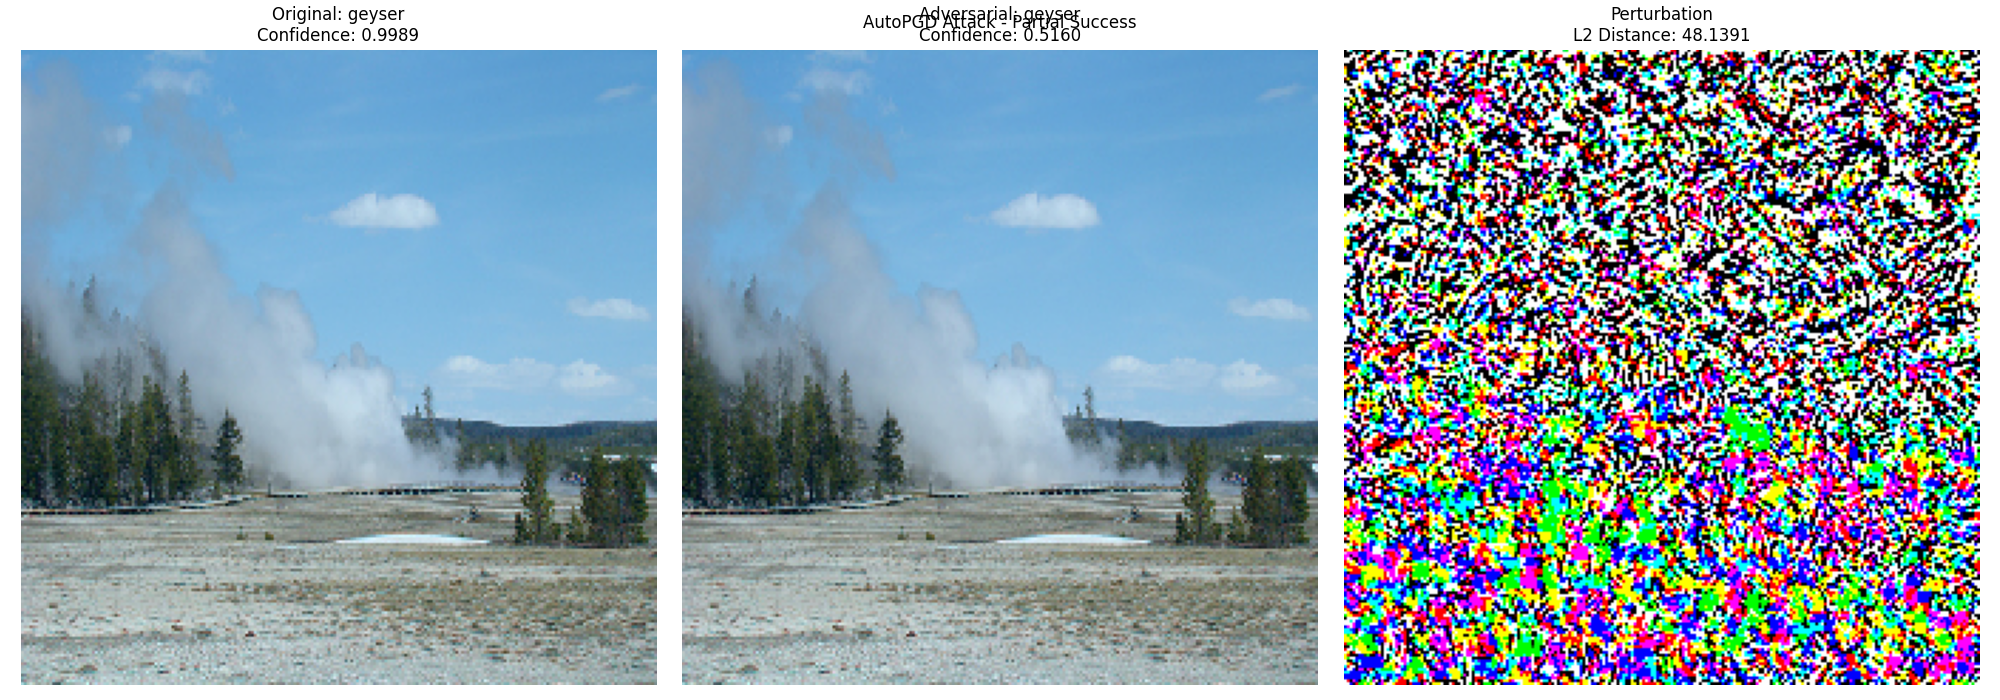 Original: geyser
Confidence: 0.9989
AutoPGD Attack - Partial Success
Adversarial: geyser
Confidence: 0.5160
Perturbation
L2 Distance: 48.1391